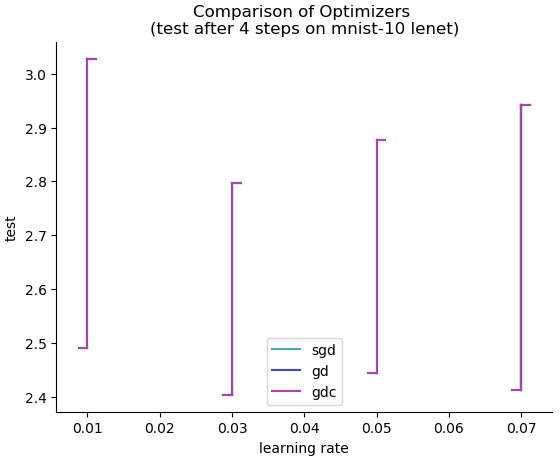 Comparison of Optimizers
(test after 4 steps on mnist-10 lenet)
3.0
2.9
2.8
2.7
2.6
2.5
2.4
test
sgd
gd
gdc
0.01 0.02 0.03 0.04 0.05 0.06 0.07
learning rate